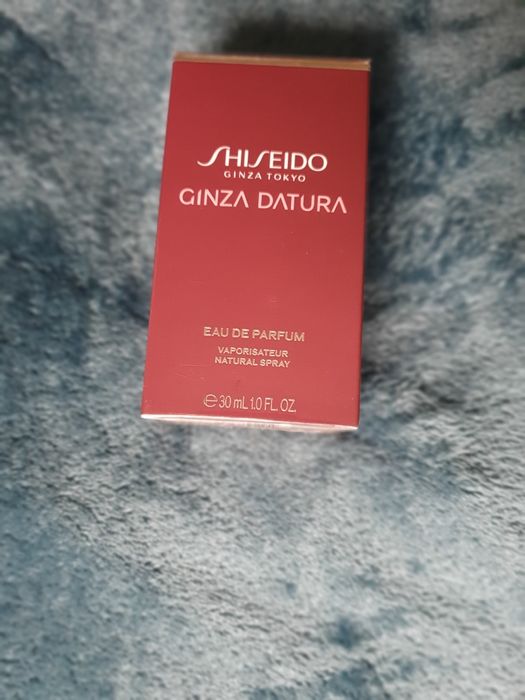 SHISEIDO
GINZA TOKYO
GINZA DATURA
EAU DE PARFUM
VAPORISATEUR
NATURAL SPRAY
℮ 30 mL 1.0 FL. OZ.